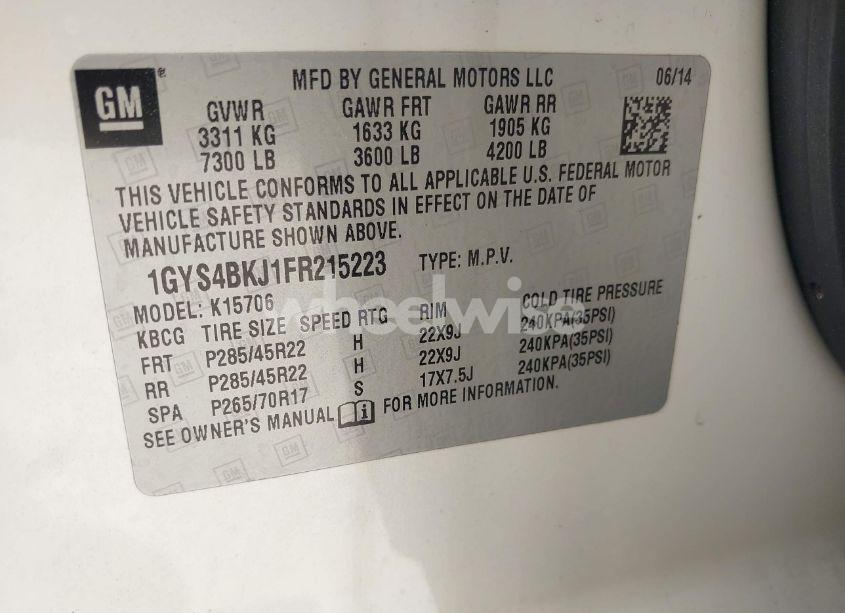 GM
MFD BY GENERAL MOTORS LLC 06/14
GVWR GAWR FRT GAWR RR
3311 KG 1633 KG 1905 KG
7300 LB 3600 LB 4200 LB
THIS VEHICLE CONFORMS TO ALL APPLICABLE U.S. FEDERAL MOTOR
VEHICLE SAFETY STANDARDS IN EFFECT ON THE DATE OF
MANUFACTURE SHOWN ABOVE.
1GYS4BKJ1FR215223 TYPE: M.P.V.
MODEL: K15706
KBCG TIRE SIZE SPEED RTG RIM COLD TIRE PRESSURE
FRT P285/45R22 H 22X9J 240KPA(35PSI)
RR P285/45R22 H 22X9J 240KPA(35PSI)
SPA P265/70R17 S 17X7.5J 240KPA(35PSI)
SEE OWNER'S MANUAL FOR MORE INFORMATION.
wheelwise